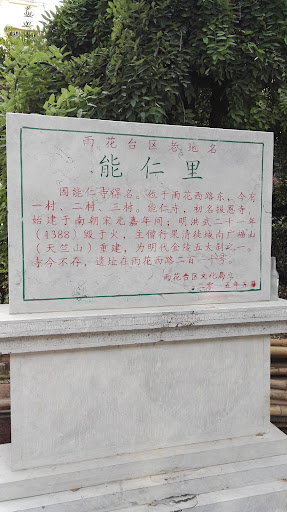 雨花台区老地名
能仁里
因能仁寺得名。位于雨花西路东，今有
一村、二村、三村。能仁寺，初名报恩寺，
始建于南朝宋元嘉年间；明洪武二十一年
（1388）毁于火，主僧行果清徙城南广福山
（天竺山）重建，为明代金陵五大刹之一。
寺今不存，遗址在雨花西路二百一十号。
雨花台区文化局立
二零一五年五月